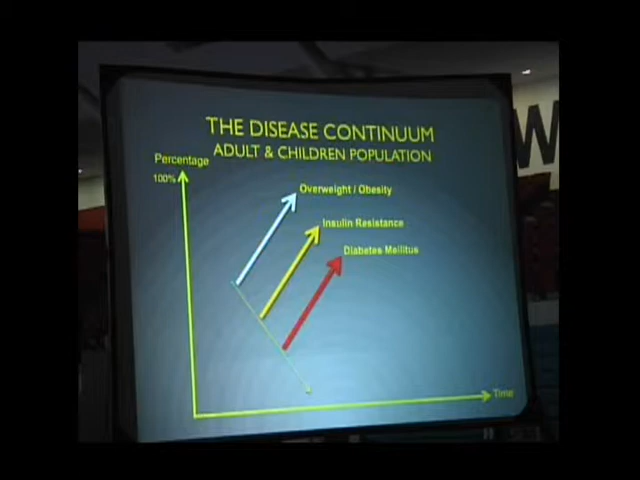 THE DISEASE CONTINUUM
ADULT & CHILDREN POPULATION
Percentage
100%
Overweight / Obesity
Insulin Resistance
Diabetes Mellitus
Time
W